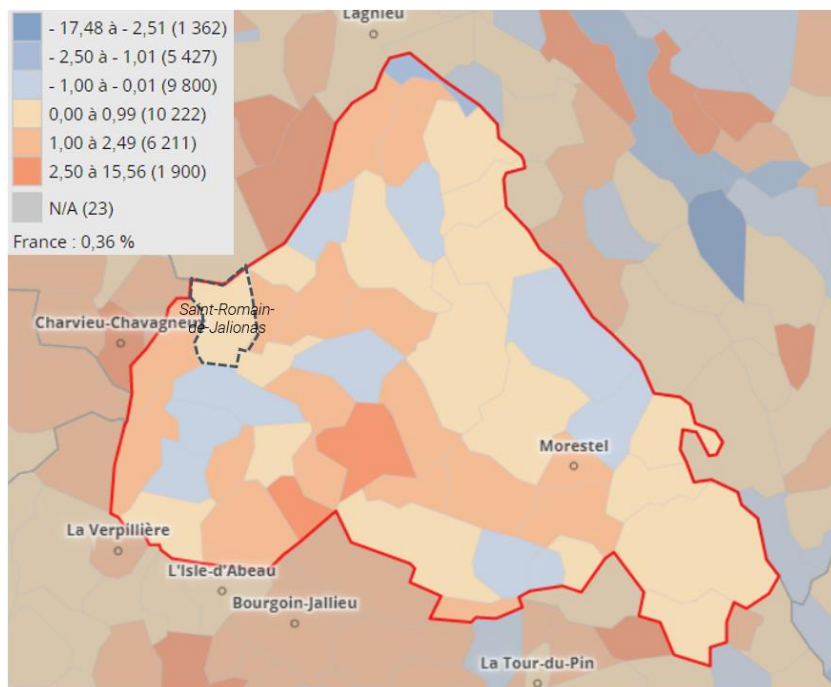 Lagnieu
- 17,48 à - 2,51 (1 362)
- 2,50 à - 1,01 (5 427)
- 1,00 à - 0,01 (9 800)
0,00 à 0,99 (10 222)
1,00 à 2,49 (6 211)
2,50 à 15,56 (1 900)
N/A (23)
France : 0,36 %
Saint-Romain-
de-Jalionas
Charvieu-Chavagneux
Morestel
La Verpillière
L'Isle-d'Abeau
Bourgoin-Jallieu
La Tour-du-Pin